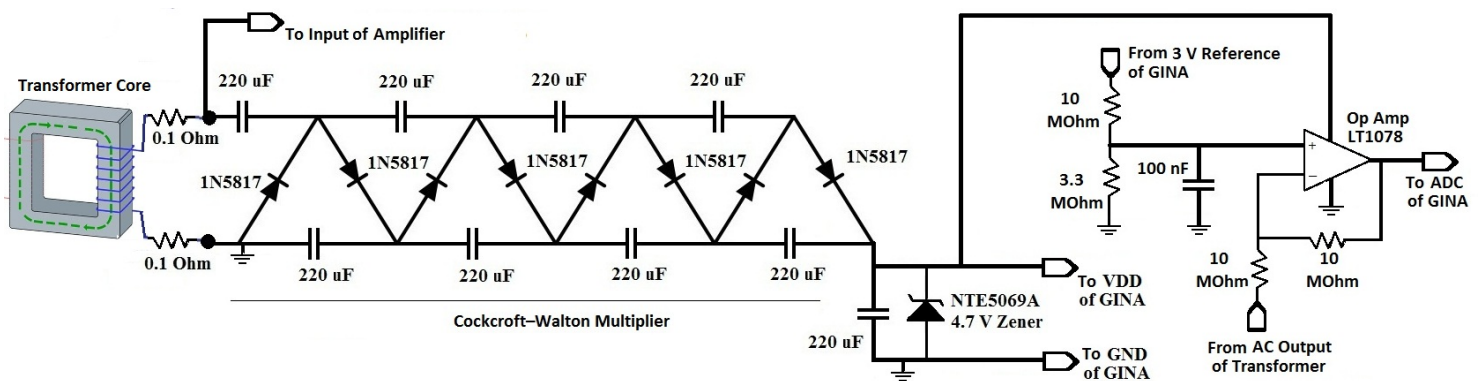 To Input of Amplifier
Transformer Core
0.1 Ohm
0.1 Ohm
220 uF
220 uF
220 uF
220 uF
1N5817
1N5817
1N5817
1N5817
1N5817
220 uF
220 uF
220 uF
220 uF
Cockcroft–Walton Multiplier
220 uF
NTE5069A
4.7 V Zener
To VDD
of GINA
To GND
of GINA
From 3 V Reference
of GINA
10
MOhm
3.3
MOhm
100 nF
Op Amp
LT1078
+
−
To ADC
of GINA
10
MOhm
10
MOhm
From AC Output
of Transformer